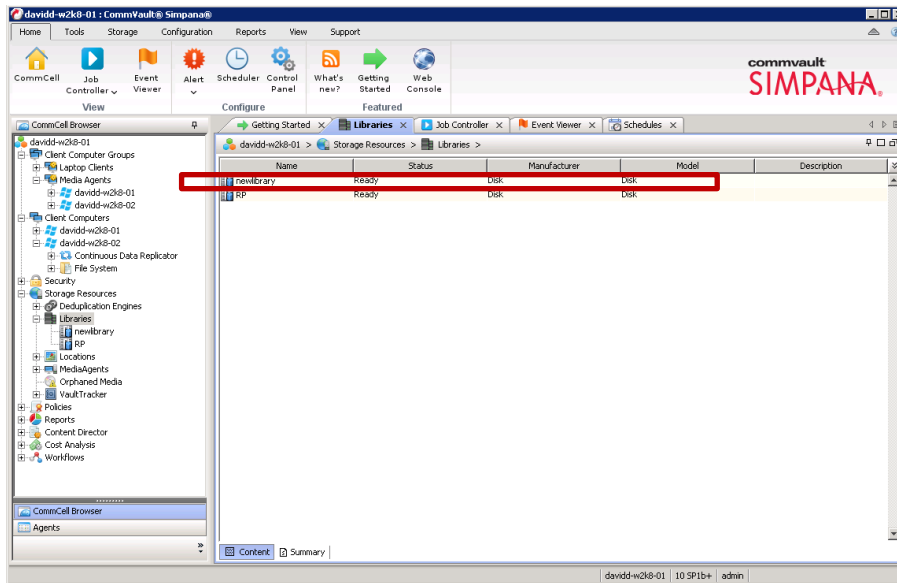 davidd-w2k8-01 : CommVault® Simpana®
Home Tools Storage Configuration Reports View Support
CommCell Job Controller Event Viewer Alert Scheduler Control Panel What's new? Getting Started Web Console
View Configure Featured
commvault
SIMPANA®
CommCell Browser
Getting Started Libraries Job Controller Event Viewer Schedules
davidd-w2k8-01
davidd-w2k8-01 > Storage Resources > Libraries >
Client Computer Groups
Laptop Clients
Media Agents
davidd-w2k8-01
davidd-w2k8-02
Client Computers
davidd-w2k8-01
davidd-w2k8-02
Continuous Data Replicator
File System
Security
Storage Resources
Deduplication Engines
Libraries
newlibrary
RP
Locations
MediaAgents
Orphaned Media
VaultTracker
Policies
Reports
Content Director
Cost Analysis
Workflows
Name Status Manufacturer Model Description
newlibrary Ready Disk Disk
RP Ready Disk Disk
CommCell Browser
Agents
Content Summary
davidd-w2k8-01 10 SP1b+ admin